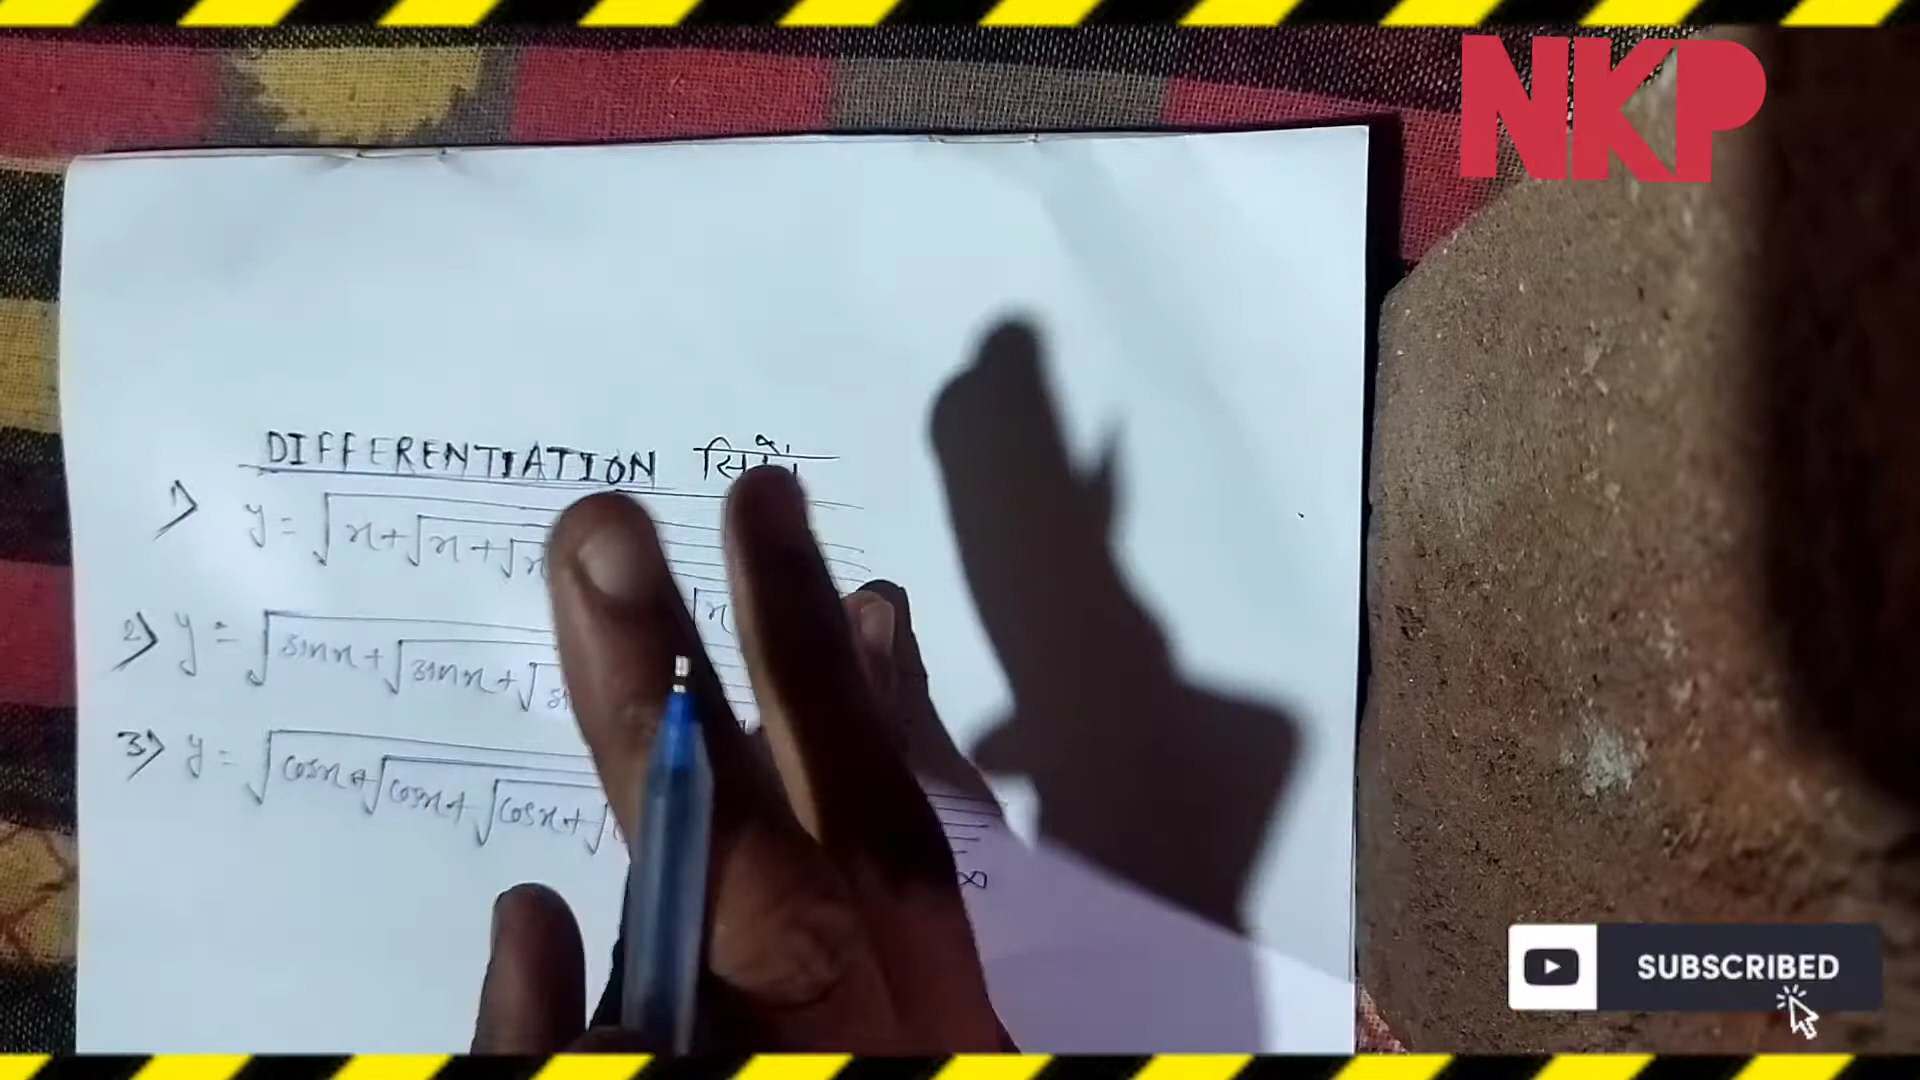 NKP
DIFFERENTIATION
1) y = √x+√x+√x √x
2) y = √sinx+√sinx+√
3) y = √cosx+√cosx+√cosx+√ ∞
SUBSCRIBED